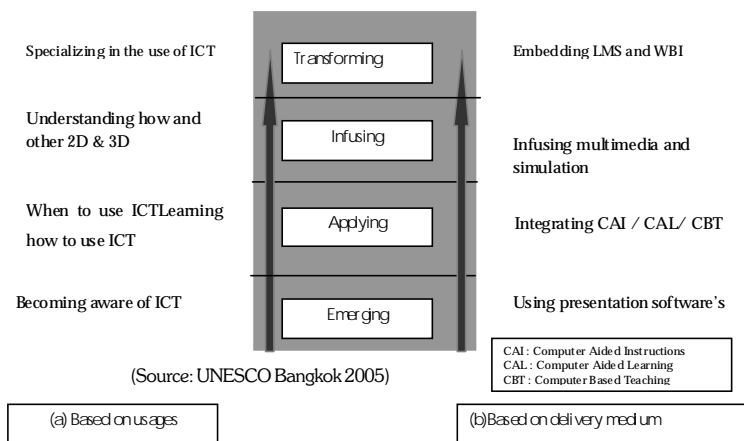 Specializing in the use of ICT
Transforming
Embedding LMS and WBI
Understanding how and
other 2D & 3D
Infusing
Infusing multimedia and
simulation
When to use ICTLearning
how to use ICT
Applying
Integrating CAI / CAL/ CBT
Becoming aware of ICT
Emerging
Using presentation software's
CAI : Computer Aided Instructions
CAL : Computer Aided Learning
CBT : Computer Based Teaching
(Source: UNESCO Bangkok 2005)
(a) Based on usages
(b)Based on delivery medium